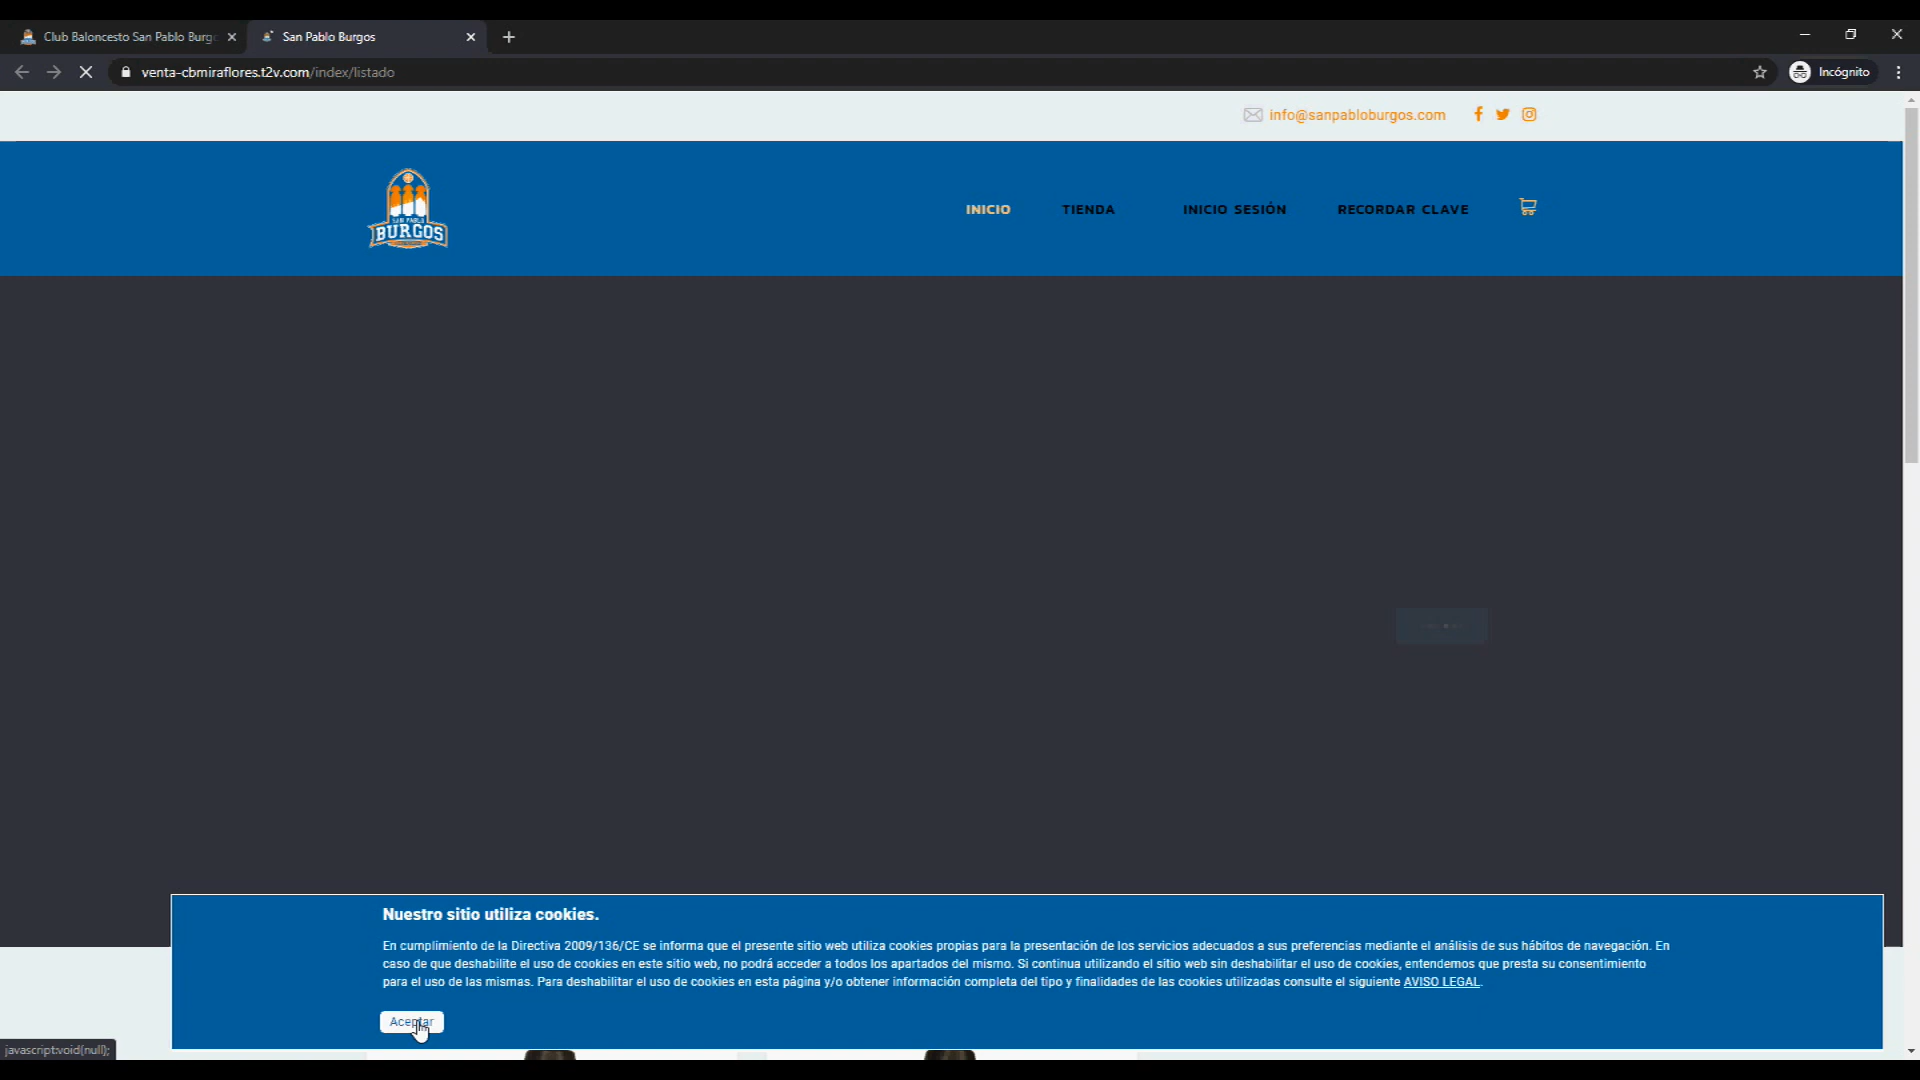 Club Baloncesto San Pablo Burg
San Pablo Burgos
venta-cbmiraflores.t2v.com/index/listado
Incógnito
info@sanpabloburgos.com
SAN PABLO
BURGOS
INICIO
TIENDA
INICIO SESIÓN
RECORDAR CLAVE
Nuestro sitio utiliza cookies.
En cumplimiento de la Directiva 2009/136/CE se informa que el presente sitio web utiliza cookies propias para la presentación de los servicios adecuados a sus preferencias mediante el análisis de sus hábitos de navegación. En
caso de que deshabilite el uso de cookies en este sitio web, no podrá acceder a todos los apartados del mismo. Si continua utilizando el sitio web sin deshabilitar el uso de cookies, entendemos que presta su consentimiento
para el uso de las mismas. Para deshabilitar el uso de cookies en esta página y/o obtener información completa del tipo y finalidades de las cookies utilizadas consulte el siguiente AVISO LEGAL.
Aceptar
javascript:void(null);